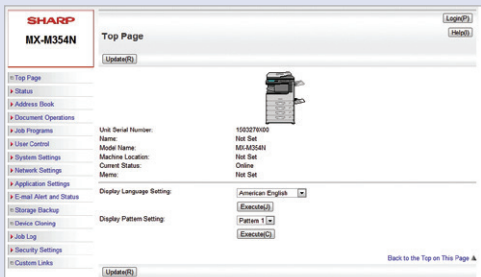 SHARP
MX-M354N
Top Page
Login(P)
Help(I)
Update(R)
Top Page
Status
Address Book
Document Operations
Job Programs
User Control
System Settings
Network Settings
Application Settings
E-mail Alert and Status
Storage Backup
Device Cloning
Job Log
Security Settings
Custom Links
Unit Serial Number: 1503270X00
Name: Not Set
Model Name: MX-M354N
Machine Location: Not Set
Current Status: Online
Memo: Not Set
Display Language Setting: American English
Execute(J)
Display Pattern Setting: Pattern 1
Execute(C)
Back to the Top on This Page
Update(R)